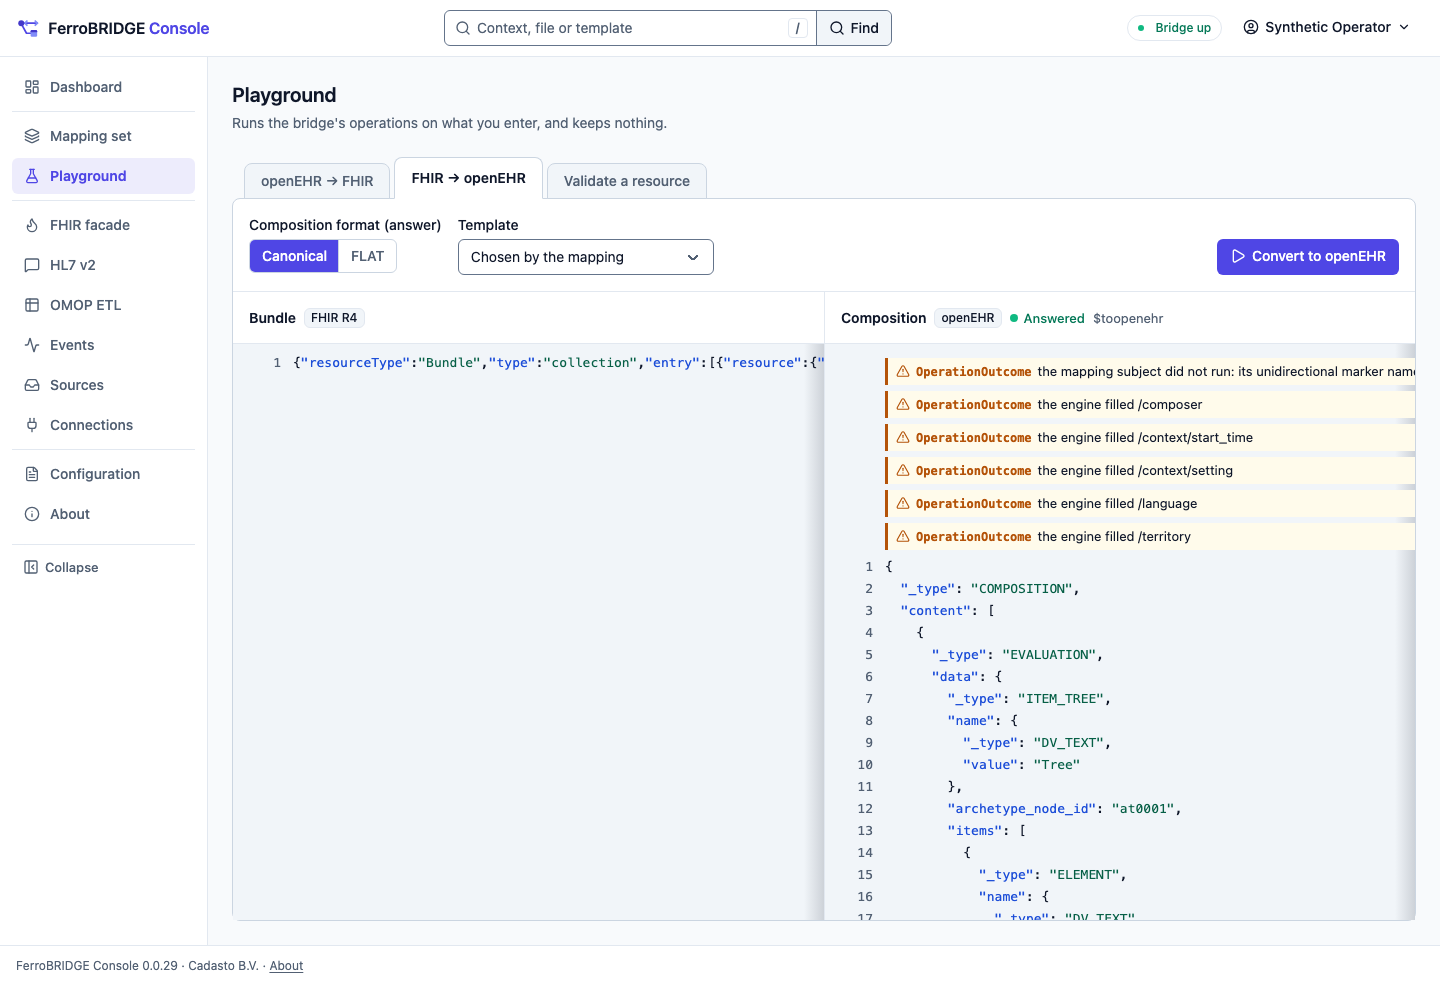 FerroBRIDGE Console
Context, file or template
/
Find
Bridge up
Synthetic Operator
Dashboard
Mapping set
Playground
FHIR facade
HL7 v2
OMOP ETL
Events
Sources
Connections
Configuration
About
Collapse
Playground
Runs the bridge's operations on what you enter, and keeps nothing.
openEHR → FHIR
FHIR → openEHR
Validate a resource
Composition format (answer)
Template
Canonical
FLAT
Chosen by the mapping
Convert to openEHR
Bundle FHIR R4
1 {"resourceType":"Bundle","type":"collection","entry":[{"resource":{"
Composition openEHR Answered $toopenehr
OperationOutcome the mapping subject did not run: its unidirectional marker name
OperationOutcome the engine filled /composer
OperationOutcome the engine filled /context/start_time
OperationOutcome the engine filled /context/setting
OperationOutcome the engine filled /language
OperationOutcome the engine filled /territory
1 {
2 "_type": "COMPOSITION",
3 "content": [
4 {
5 "_type": "EVALUATION",
6 "data": {
7 "_type": "ITEM_TREE",
8 "name": {
9 "_type": "DV_TEXT",
10 "value": "Tree"
11 },
12 "archetype_node_id": "at0001",
13 "items": [
14 {
15 "_type": "ELEMENT",
16 "name": {
17 "_type": "DV_TEXT"
FerroBRIDGE Console 0.0.29 · Cadasto B.V. · About